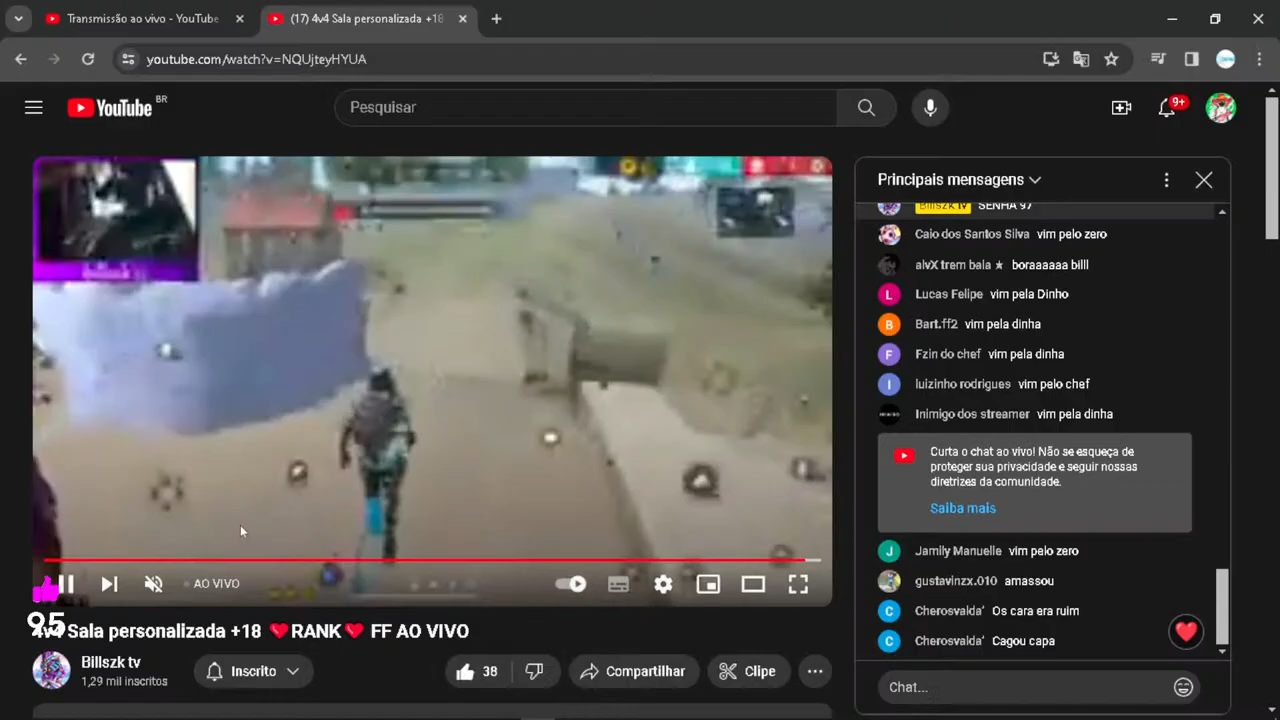 Transmissão ao vivo - YouTube
(17) 4v4 Sala personalizada +18
youtube.com/watch?v=NQUjteyHYUA
YouTube BR
Pesquisar
9+
Principais mensagens
Billszk tv SENHA 97
Caio dos Santos Silva vim pelo zero
alvX trem bala ★ boraaaaaa billl
Lucas Felipe vim pela Dinho
Bart.ff2 vim pela dinha
Fzin do chef vim pela dinha
luizinho rodrigues vim pelo chef
Inimigo dos streamer vim pela dinha
Curta o chat ao vivo! Não se esqueça de
proteger sua privacidade e seguir nossas
diretrizes da comunidade.
Saiba mais
Jamily Manuelle vim pelo zero
gustavinzx.010 amassou
Cherosvalda' Os cara era ruim
Cherosvalda' Cagou capa
Chat...
AO VIVO
95
4v4 Sala personalizada +18 ❤️RANK❤️ FF AO VIVO
Billszk tv
1,29 mil inscritos
Inscrito
38
Compartilhar
Clipe